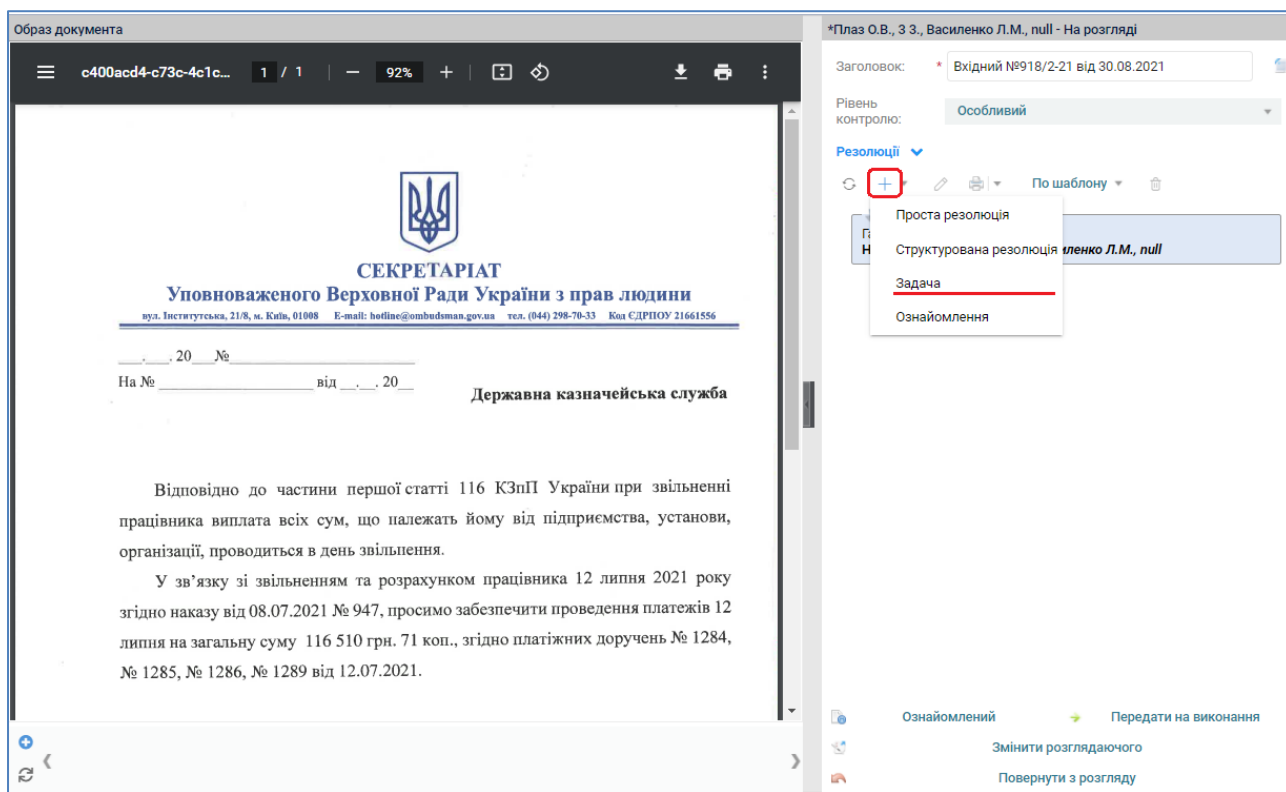 Образ документа
c400acd4-c73c-4c1c...
1 / 1
92%
СЕКРЕТАРІАТ
Уповноваженого Верховної Ради України з прав людини
вул. Інститутська, 21/8, м. Київ, 01008 E-mail: hotline@ombudsman.gov.ua тел. (044) 298-70-33 Код ЄДРПОУ 21661556
___.___. 20___№___________________
На № ________________ від __.__. 20__
Державна казначейська служба
Відповідно до частини першої статті 116 КЗпП України при звільненні
працівника виплата всіх сум, що належать йому від підприємства, установи,
організації, проводиться в день звільнення.
У зв'язку зі звільненням та розрахунком працівника 12 липня 2021 року
згідно наказу від 08.07.2021 № 947, просимо забезпечити проведення платежів 12
липня на загальну суму 116 510 грн. 71 коп., згідно платіжних доручень № 1284,
№ 1285, № 1286, № 1289 від 12.07.2021.
*Плаз О.В., З З., Василенко Л.М., null - На розгляді
Заголовок: * Вхідний №918/2-21 від 30.08.2021
Рівень
контролю:
Особливий
Резолюції
По шаблону
Проста резолюція
Структурована резолюція
Задача
Ознайомлення
Л.М., null
Ознайомлений
Передати на виконання
Змінити розглядаючого
Повернути з розгляду